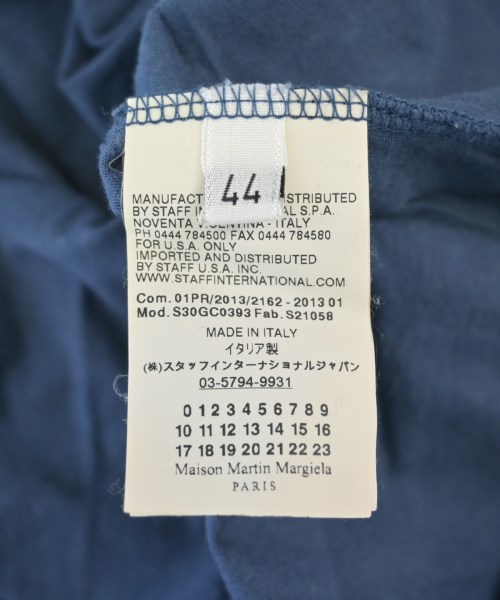 44
MANUFACT STRIBUTED
BY STAFF IN AL S.P.A.
NOVENTA V ENTINA - ITALY
PH 0444 784500 FAX 0444 784580
FOR U.S.A. ONLY
IMPORTED AND DISTRIBUTED
BY STAFF U.S.A. INC.
WWW.STAFFINTERNATIONAL.COM
Com. 01PR/2013/2162 - 2013 01
Mod. S30GC0393 Fab. S21058
MADE IN ITALY
イタリア製
(株)スタッフインターナショナルジャパン
03-5794-9931
0 1 2 3 4 5 6 7 8 9
10 11 12 13 14 15 16
17 18 19 20 21 22 23
Maison Martin Margiela
PARIS